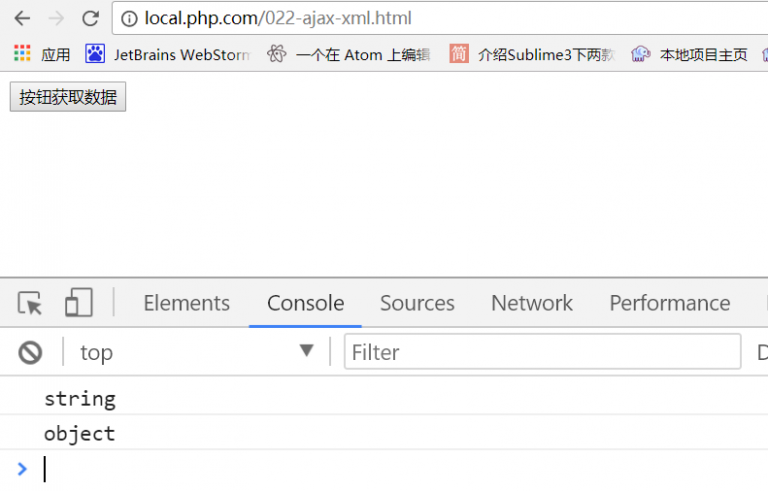 local.php.com/022-ajax-xml.html
应用 JetBrains WebStorm 一个在 Atom 上编辑 简 介绍Sublime3下两款 本地项目主页
按钮获取数据
Elements Console Sources Network Performance
top Filter D
string
object